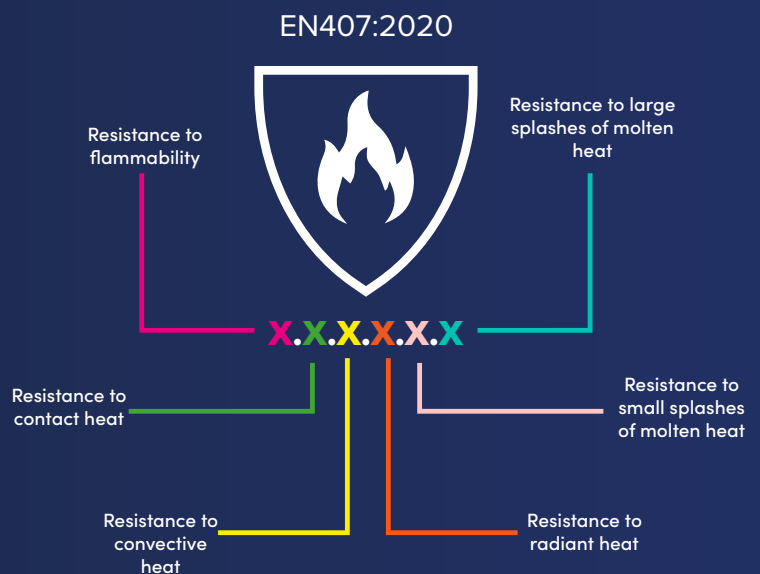 EN407:2020
Resistance to
flammability
Resistance to large
splashes of molten
heat
X.X.X.X.X.X
Resistance to
contact heat
Resistance to
small splashes
of molten heat
Resistance to
convective
heat
Resistance to
radiant heat